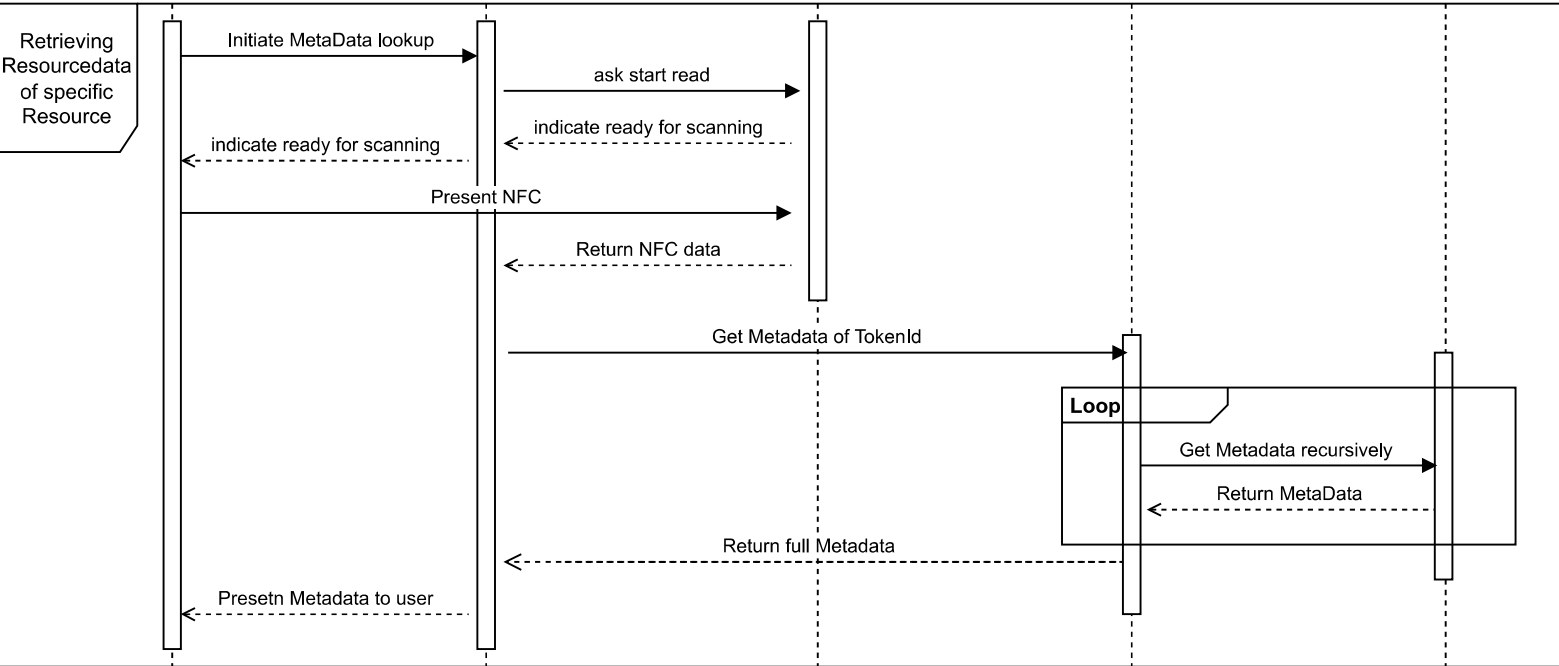 Retrieving
Resourcedata
of specific
Resource
Initiate MetaData lookup
ask start read
indicate ready for scanning
indicate ready for scanning
Present NFC
Return NFC data
Get Metadata of TokenId
Loop
Get Metadata recursively
Return MetaData
Return full Metadata
Presetn Metadata to user